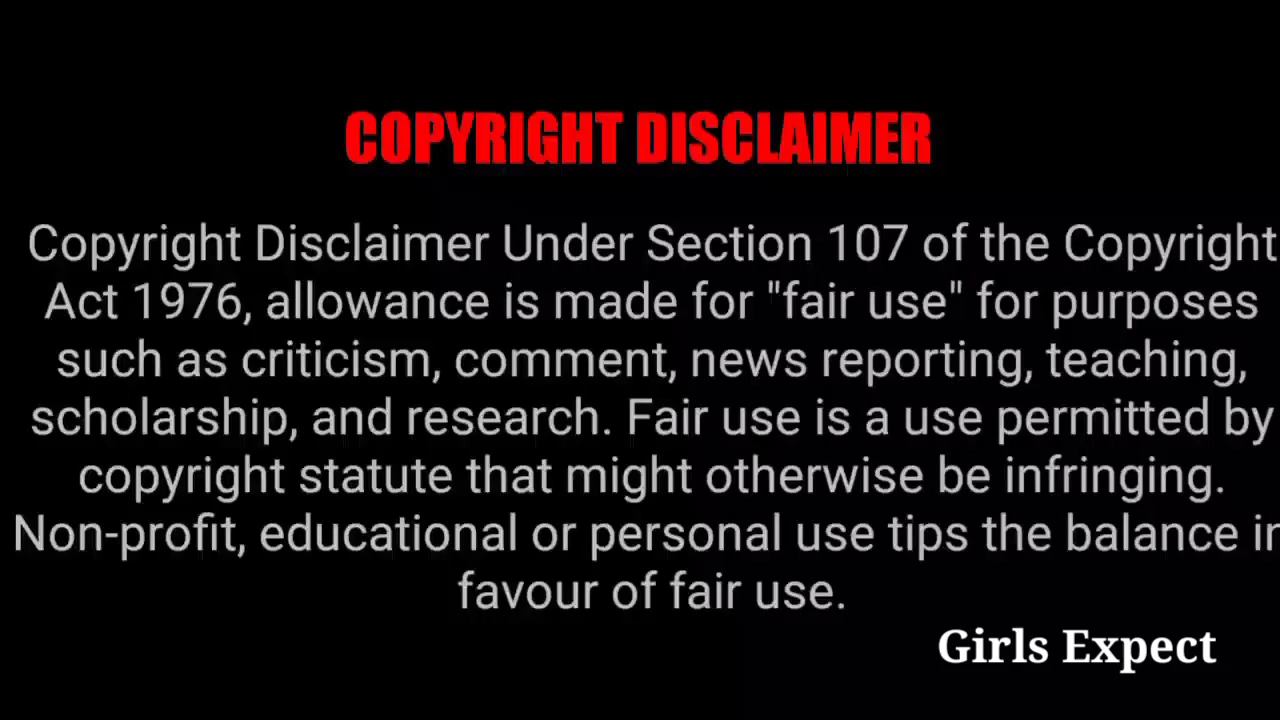 COPYRIGHT DISCLAIMER
Copyright Disclaimer Under Section 107 of the Copyright
Act 1976, allowance is made for "fair use" for purposes
such as criticism, comment, news reporting, teaching,
scholarship, and research. Fair use is a use permitted by
copyright statute that might otherwise be infringing.
Non-profit, educational or personal use tips the balance in
favour of fair use.
Girls Expect